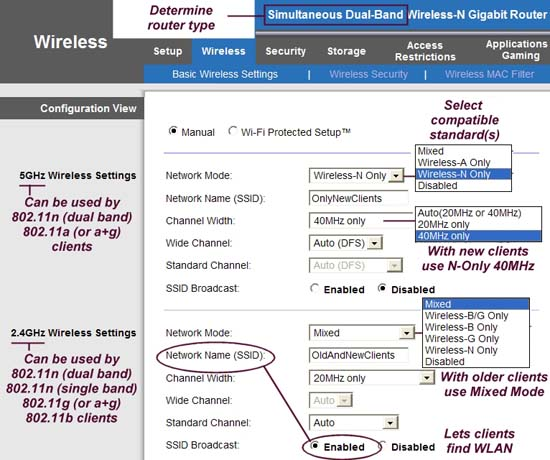 Determine
router type
Simultaneous Dual-Band Wireless-N Gigabit Router
Wireless
Setup Wireless Security Storage Access Restrictions Applications Gaming
Basic Wireless Settings | Wireless Security | Wireless MAC Filter
Configuration View
Manual Wi-Fi Protected Setup™
Select
compatible
standard(s)
5GHz Wireless Settings
Can be used by
802.11n (dual band)
802.11a (or a+g)
clients
Network Mode: Wireless-N Only
Mixed
Wireless-A Only
Wireless-N Only
Disabled
Network Name (SSID): OnlyNewClients
Channel Width: 40MHz only
Auto(20MHz or 40MHz)
20MHz only
40MHz only
Wide Channel: Auto (DFS)
With new clients
use N-Only 40MHz
Standard Channel: Auto (DFS)
SSID Broadcast: Enabled Disabled
2.4GHz Wireless Settings
Can be used by
802.11n (dual band)
802.11n (single band)
802.11g (or a+g)
802.11b clients
Network Mode: Mixed
Mixed
Wireless-B/G Only
Wireless-B Only
Wireless-G Only
Wireless-N Only
Disabled
Network Name (SSID): OldAndNewClients
Channel Width: 20MHz only
With older clients
use Mixed Mode
Wide Channel: Auto
Standard Channel: Auto
SSID Broadcast: Enabled Disabled
Lets clients
find WLAN